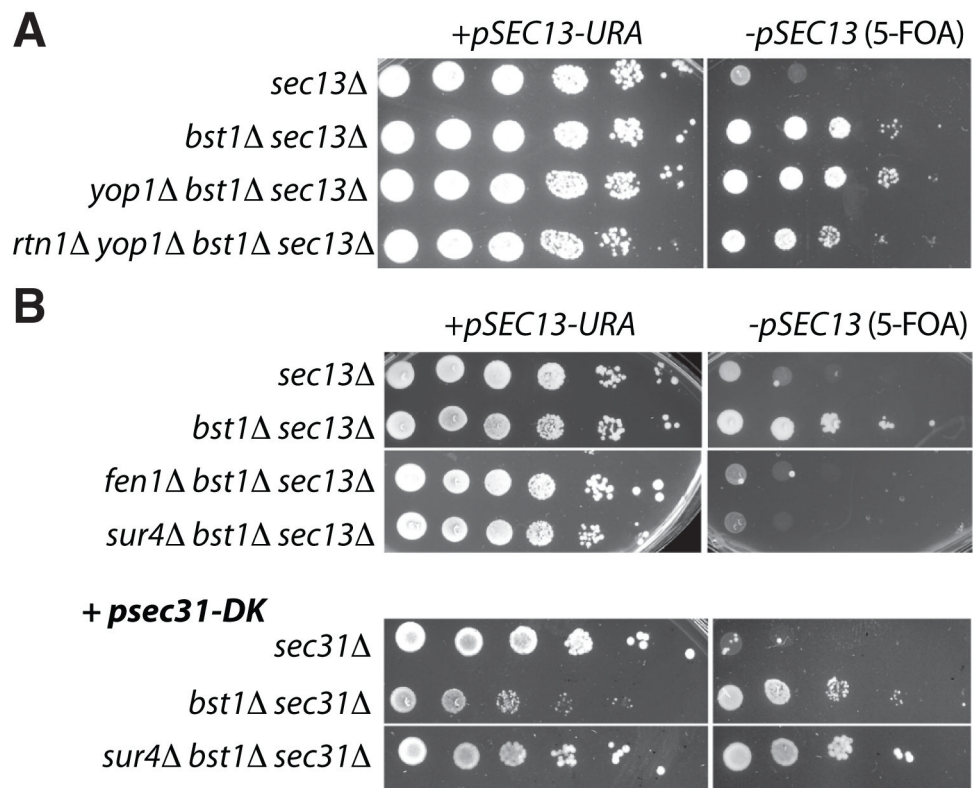 A
+pSEC13-URA -pSEC13 (5-FOA)
sec13Δ
bst1Δ sec13Δ
yop1Δ bst1Δ sec13Δ
rtn1Δ yop1Δ bst1Δ sec13Δ
B
+pSEC13-URA -pSEC13 (5-FOA)
sec13Δ
bst1Δ sec13Δ
fen1Δ bst1Δ sec13Δ
sur4Δ bst1Δ sec13Δ
+ psec31-DK
sec31Δ
bst1Δ sec31Δ
sur4Δ bst1Δ sec31Δ